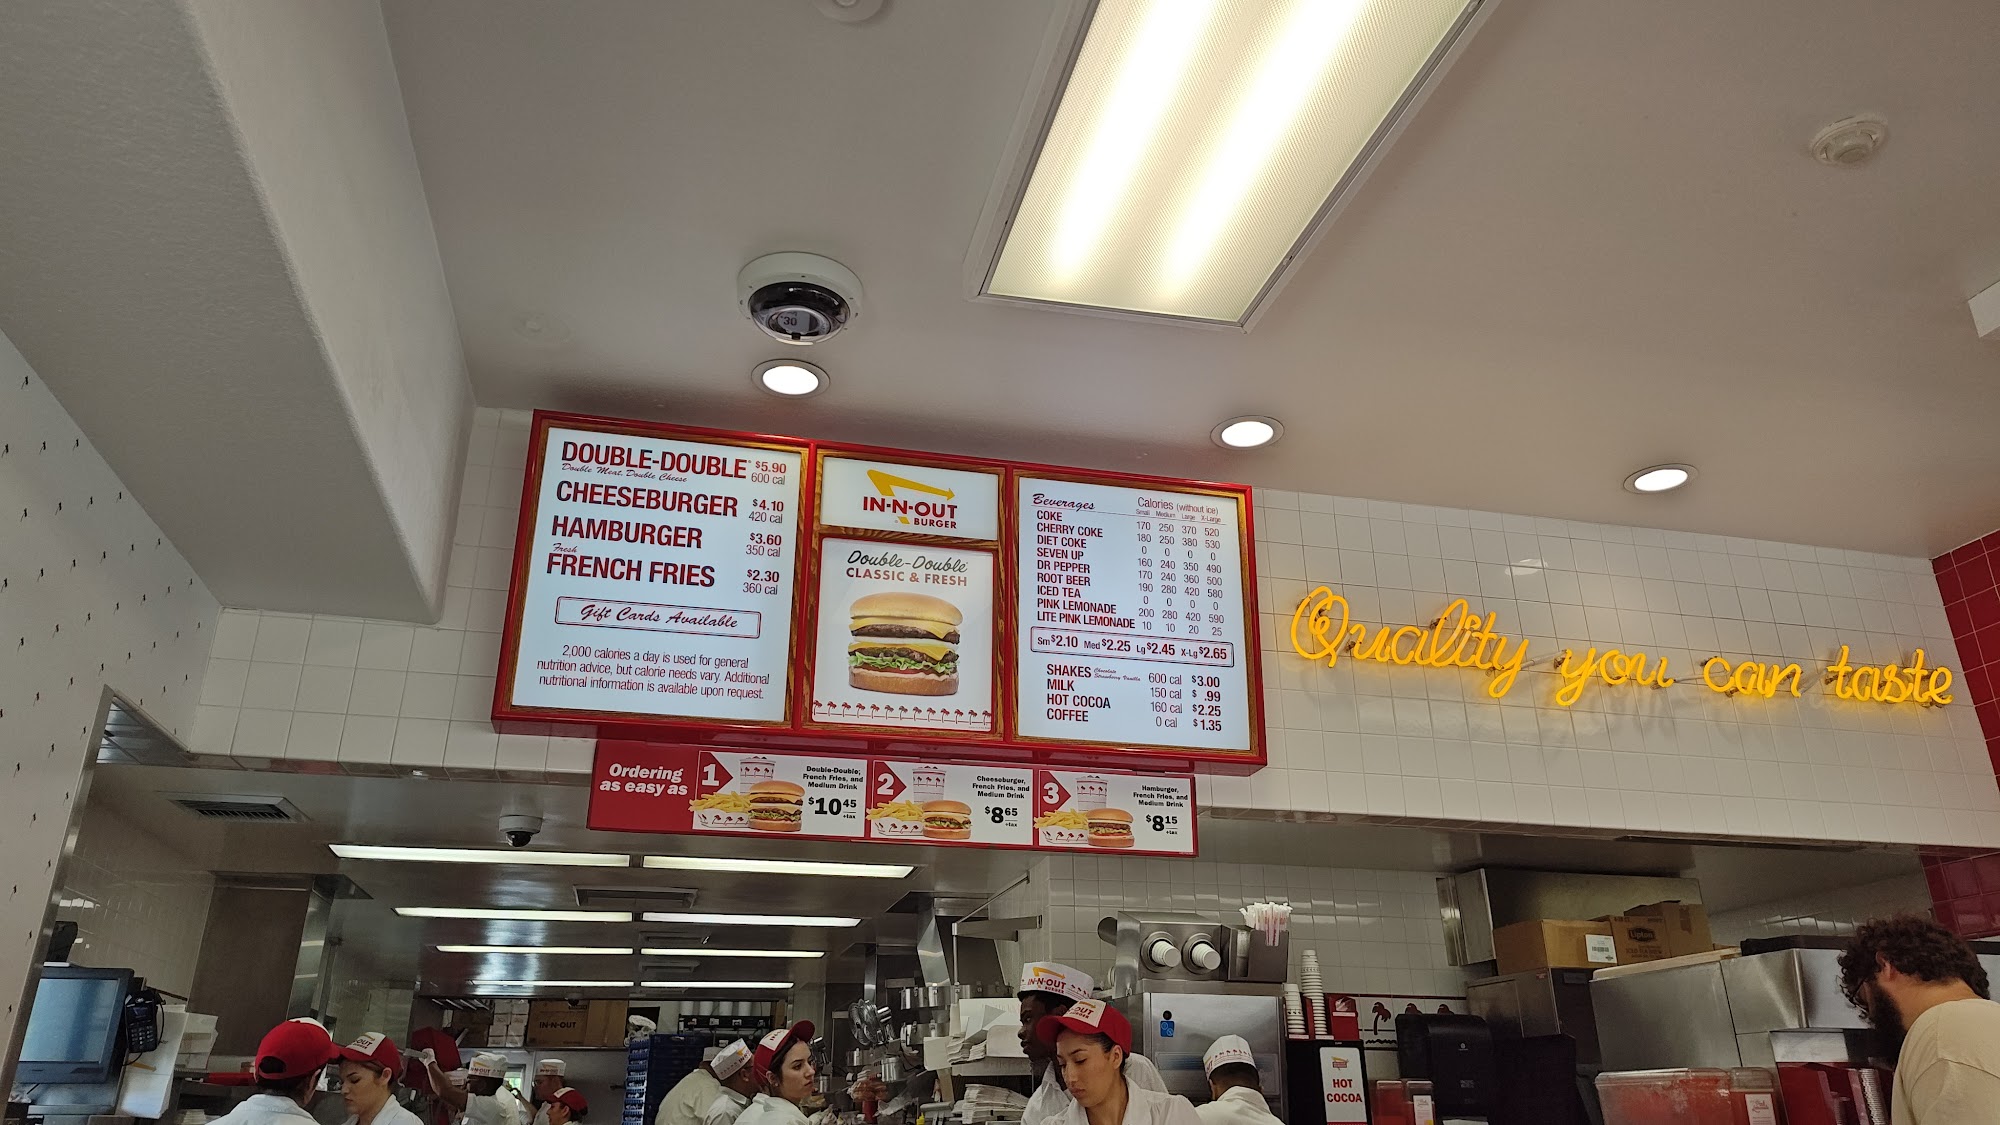 DOUBLE-DOUBLE® $5.90
Double Meat, Double Cheese 600 cal
CHEESEBURGER $4.10
420 cal
HAMBURGER $3.60
350 cal
Fresh
FRENCH FRIES $2.30
360 cal
Gift Cards Available
2,000 calories a day is used for general
nutrition advice, but calorie needs vary. Additional
nutritional information is available upon request.
IN-N-OUT
BURGER
Double-Double®
CLASSIC & FRESH
Beverages Calories (without ice)
Small Medium Large X-Large
COKE 170 250 370 520
CHERRY COKE 180 250 380 530
DIET COKE 0 0 0 0
SEVEN UP 160 240 350 490
DR PEPPER 170 240 360 500
ROOT BEER 190 280 420 580
ICED TEA 0 0 0 0
PINK LEMONADE 200 280 420 590
LITE PINK LEMONADE 10 10 20 25
Sm $2.10 Med $2.25 Lg $2.45 X-Lg $2.65
SHAKES Chocolate Strawberry Vanilla 600 cal $3.00
MILK 150 cal $ .99
HOT COCOA 160 cal $2.25
COFFEE 0 cal $1.35
Quality you can taste
Ordering
as easy as
1
Double-Double,
French Fries, and
Medium Drink
$10.45
+tax
2
Cheeseburger,
French Fries, and
Medium Drink
$8.65
+tax
3
Hamburger,
French Fries, and
Medium Drink
$8.15
+tax
30
IN-N-OUT
IN-N-OUT
BURGER
HOT
COCOA
Lipton